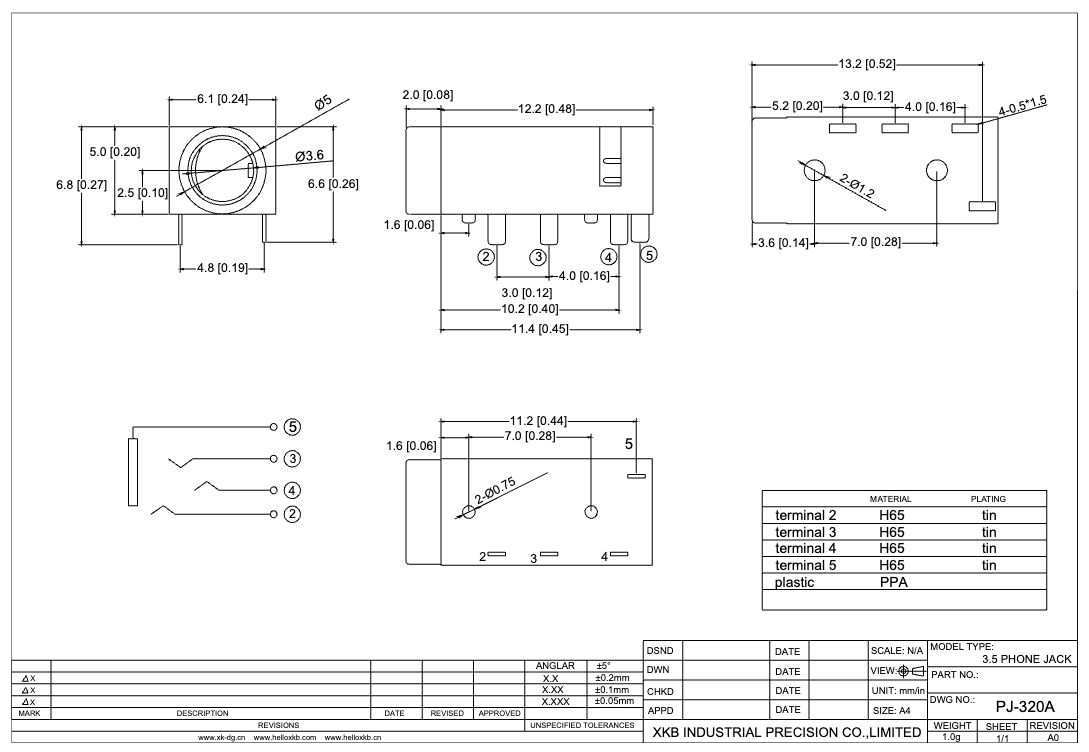 6.1 [0.24]
Ø5
5.0 [0.20]
Ø3.6
6.8 [0.27]
2.5 [0.10]
6.6 [0.26]
4.8 [0.19]
2.0 [0.08]
12.2 [0.48]
1.6 [0.06]
2
3
4
5
4.0 [0.16]
3.0 [0.12]
10.2 [0.40]
11.4 [0.45]
13.2 [0.52]
5.2 [0.20]
3.0 [0.12]
4.0 [0.16]
4-0.5*1.5
2-Ø1.2
3.6 [0.14]
7.0 [0.28]
5
3
4
2
11.2 [0.44]
1.6 [0.06]
7.0 [0.28]
5
2-Ø0.75
2
3
4
MATERIAL PLATING
terminal 2 H65 tin
terminal 3 H65 tin
terminal 4 H65 tin
terminal 5 H65 tin
plastic PPA
ANGLAR ±5°
△X X.X ±0.2mm
△X X.XX ±0.1mm
△X X.XXX ±0.05mm
MARK DESCRIPTION DATE REVISED APPROVED
REVISIONS UNSPECIFIED TOLERANCES
www.xk-dg.cn www.helloxkb.com www.helloxkb.cn
DSND DATE SCALE: N/A
DWN DATE VIEW:
CHKD DATE UNIT: mm/in
APPD DATE SIZE: A4
MODEL TYPE:
3.5 PHONE JACK
PART NO.:
DWG NO.:
PJ-320A
XKB INDUSTRIAL PRECISION CO.,LIMITED
WEIGHT SHEET REVISION
1.0g 1/1 A0